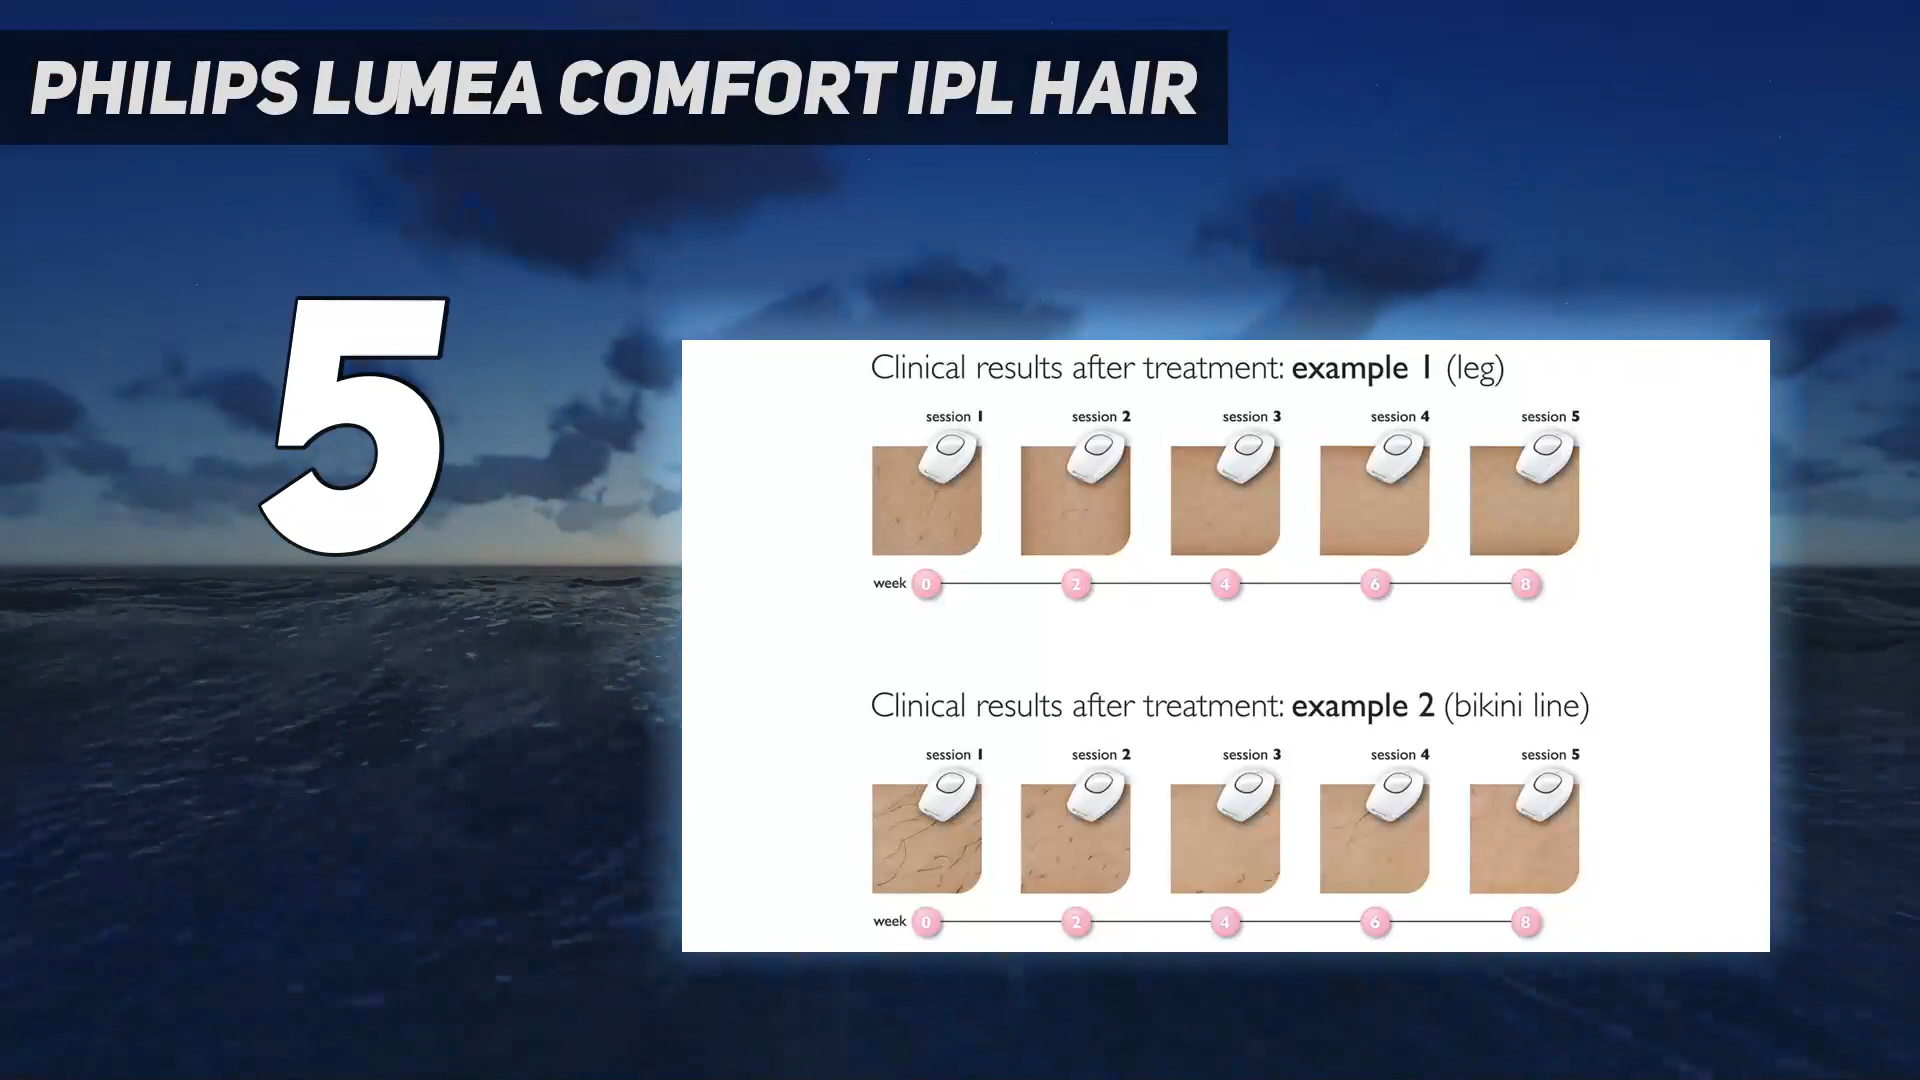 PHILIPS LUMEA COMFORT IPL HAIR
5
Clinical results after treatment: example 1 (leg)
session 1 session 2 session 3 session 4 session 5
week 0 2 4 6 8
Clinical results after treatment: example 2 (bikini line)
session 1 session 2 session 3 session 4 session 5
week 0 2 4 6 8